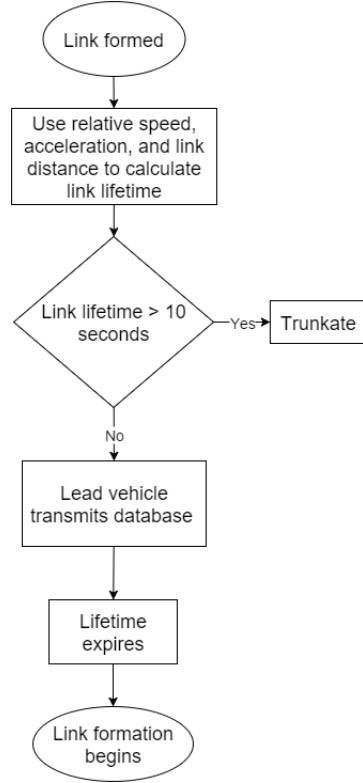 Link formed
Use relative speed,
acceleration, and link
distance to calculate
link lifetime
Link lifetime > 10
seconds
Yes
Trunkate
No
Lead vehicle
transmits database
Lifetime
expires
Link formation
begins